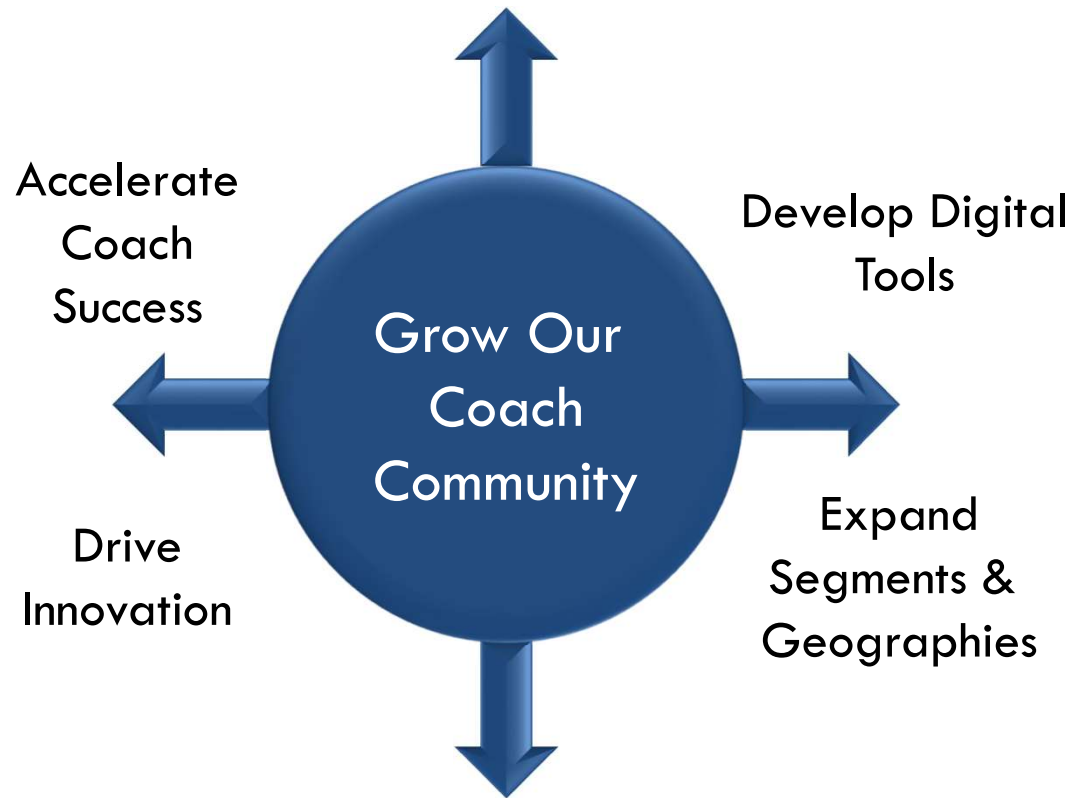 Accelerate
Coach
Success
Develop Digital
Tools
Grow Our
Coach
Community
Drive
Innovation
Expand
Segments &
Geographies